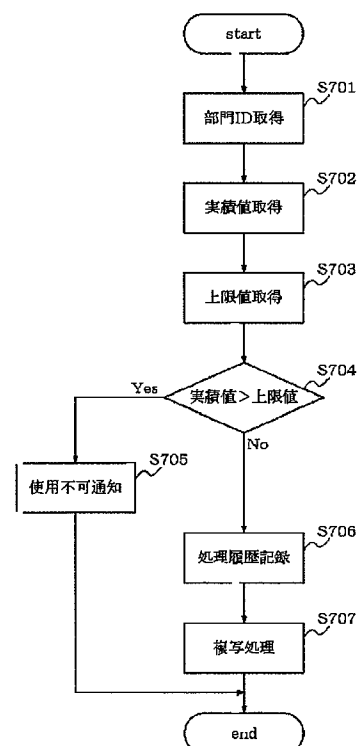 start
S701
部門ID取得
S702
実績値取得
S703
上限値取得
S704
実績値＞上限値
Yes
No
S705
使用不可通知
S706
処理履歴記録
S707
複写処理
end